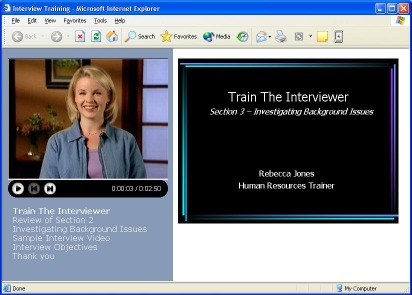 Interview Training - Microsoft Internet Explorer
File Edit View Favorites Tools Help
Back Search Favorites Media
Train The Interviewer
Section 3 – Investigating Background Issues
Rebecca Jones
Human Resources Trainer
0:00:03 / 0:02:50
Train The Interviewer
Review of Section 2
Investigating Background Issues
Sample Interview Video
Interview Objectives
Thank you
Done My Computer